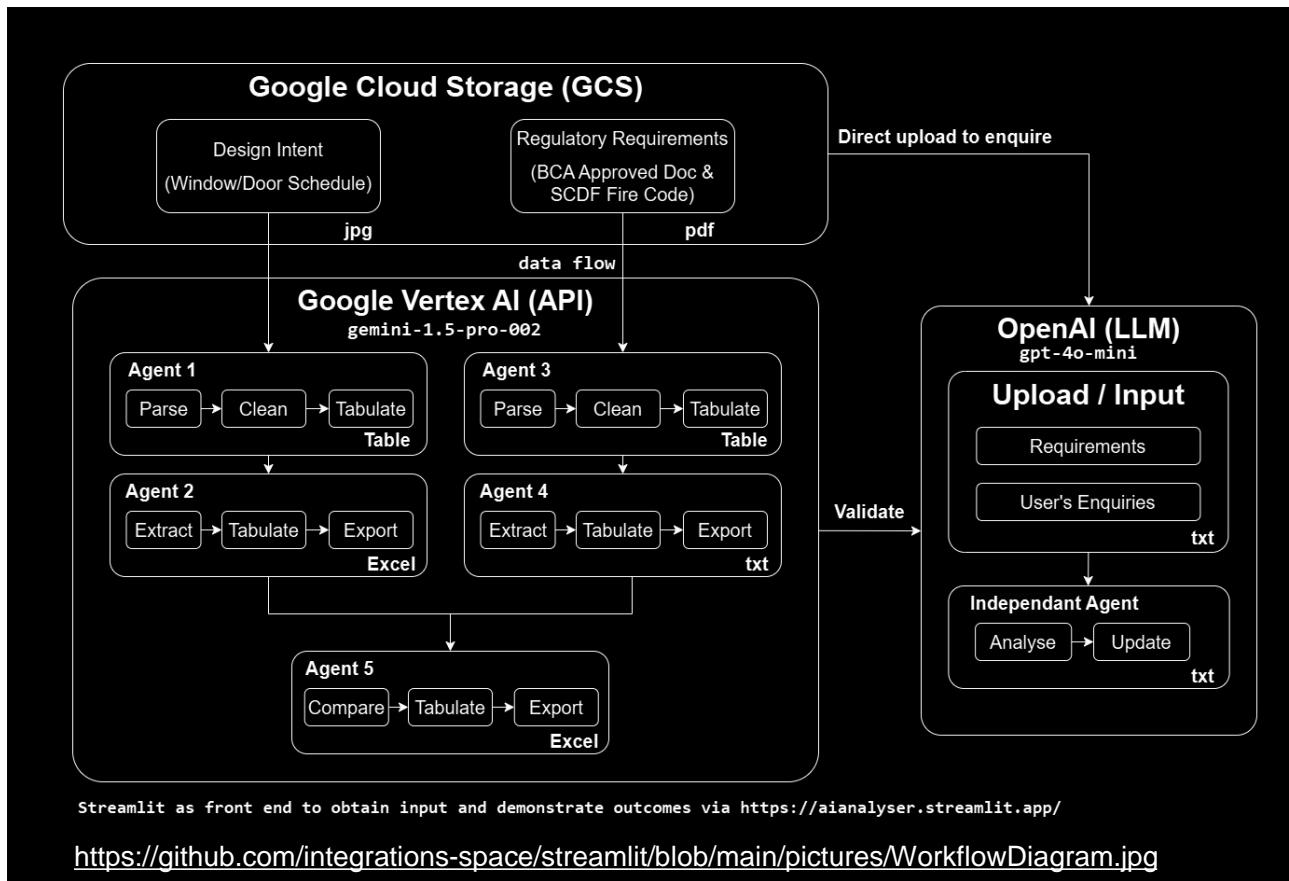 Google Cloud Storage (GCS)
Design Intent
(Window/Door Schedule)
jpg
Regulatory Requirements
(BCA Approved Doc &
SCDF Fire Code)
pdf
Direct upload to enquire
data flow
Google Vertex AI (API)
gemini-1.5-pro-002
Agent 1
Parse
Clean
Tabulate
Table
Agent 3
Parse
Clean
Tabulate
Table
Agent 2
Extract
Tabulate
Export
Excel
Agent 4
Extract
Tabulate
Export
txt
Agent 5
Compare
Tabulate
Export
Excel
Validate
OpenAI (LLM)
gpt-4o-mini
Upload / Input
Requirements
User's Enquiries
txt
Independant Agent
Analyse
Update
txt
Streamlit as front end to obtain input and demonstrate outcomes via https://aianalyser.streamlit.app/
https://github.com/integrations-space/streamlit/blob/main/pictures/WorkflowDiagram.jpg